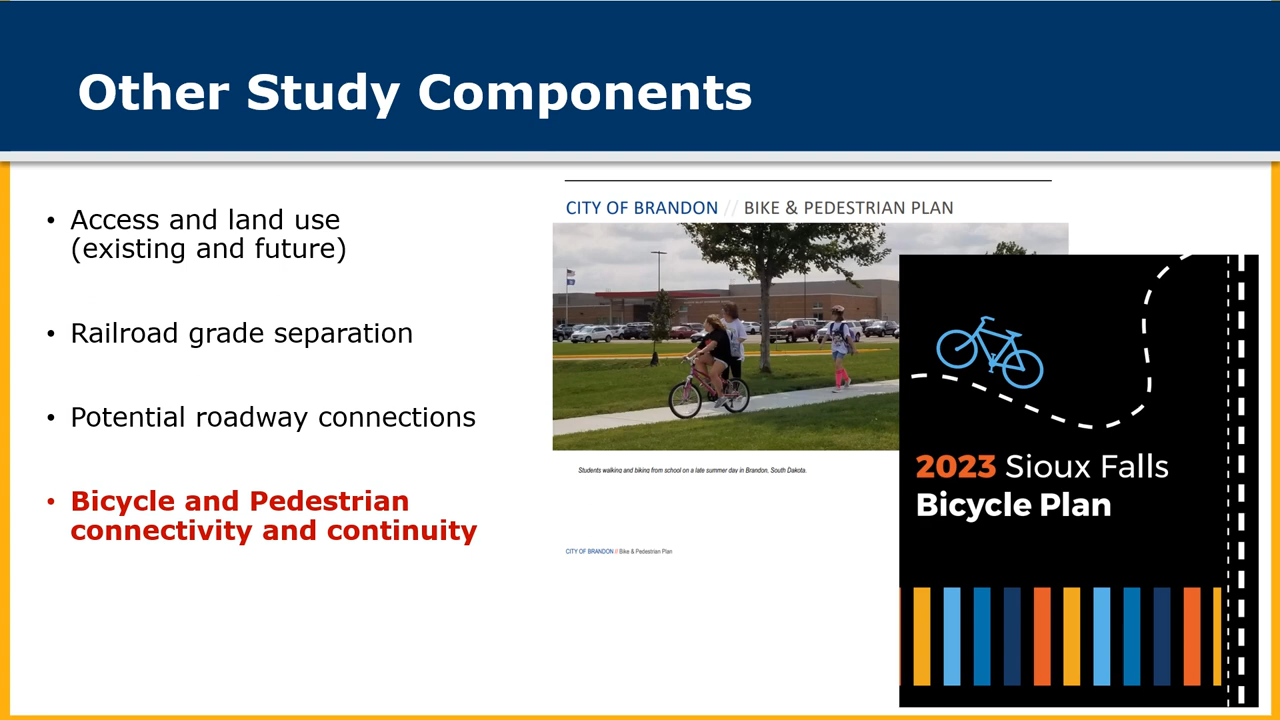 Other Study Components
• Access and land use
(existing and future)
• Railroad grade separation
• Potential roadway connections
• Bicycle and Pedestrian
connectivity and continuity
CITY OF BRANDON // BIKE & PEDESTRIAN PLAN
Students walking and biking from school on a late summer day in Brandon, South Dakota.
CITY OF BRANDON // Bike & Pedestrian Plan
2023 Sioux Falls
Bicycle Plan